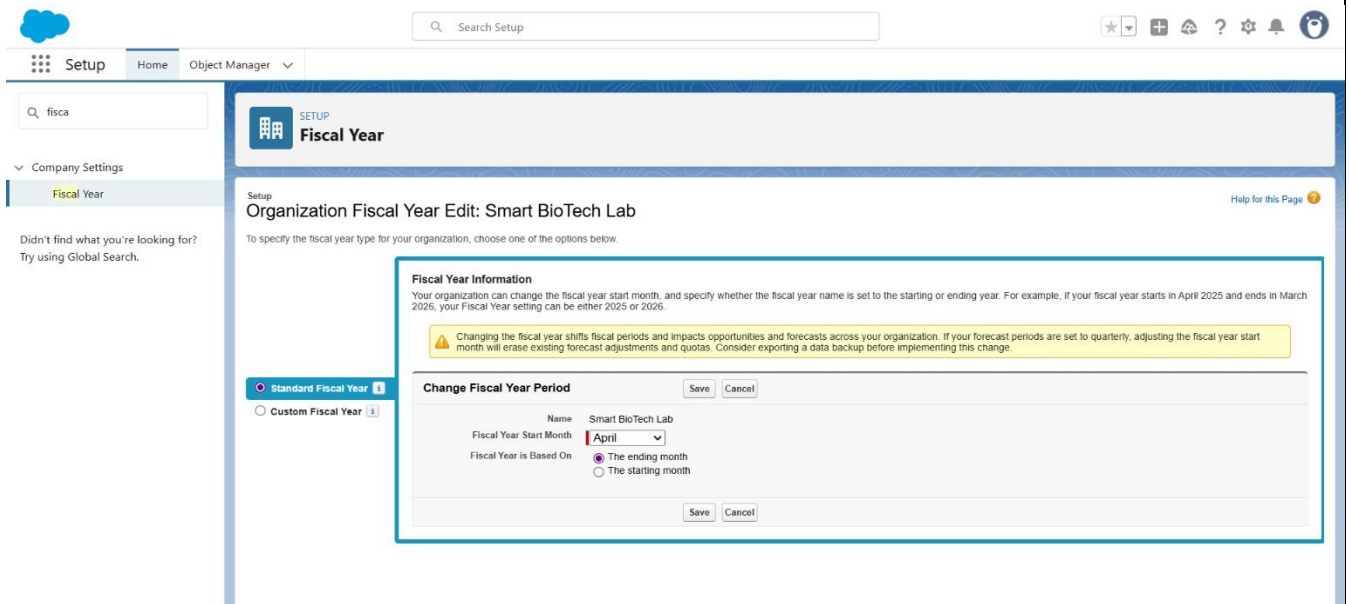 Search Setup
Setup
Home
Object Manager
fisca
Company Settings
Fiscal Year
Didn't find what you're looking for?
Try using Global Search.
SETUP
Fiscal Year
Setup
Organization Fiscal Year Edit: Smart BioTech Lab
Help for this Page
To specify the fiscal year type for your organization, choose one of the options below.
Standard Fiscal Year
Custom Fiscal Year
Fiscal Year Information
Your organization can change the fiscal year start month, and specify whether the fiscal year name is set to the starting or ending year. For example, if your fiscal year starts in April 2025 and ends in March
2026, your Fiscal Year setting can be either 2025 or 2026.
Changing the fiscal year shifts fiscal periods and impacts opportunities and forecasts across your organization. If your forecast periods are set to quarterly, adjusting the fiscal year start
month will erase existing forecast adjustments and quotas. Consider exporting a data backup before implementing this change.
Change Fiscal Year Period Save Cancel
Name Smart BioTech Lab
Fiscal Year Start Month April
Fiscal Year is Based On The ending month
The starting month
Save Cancel